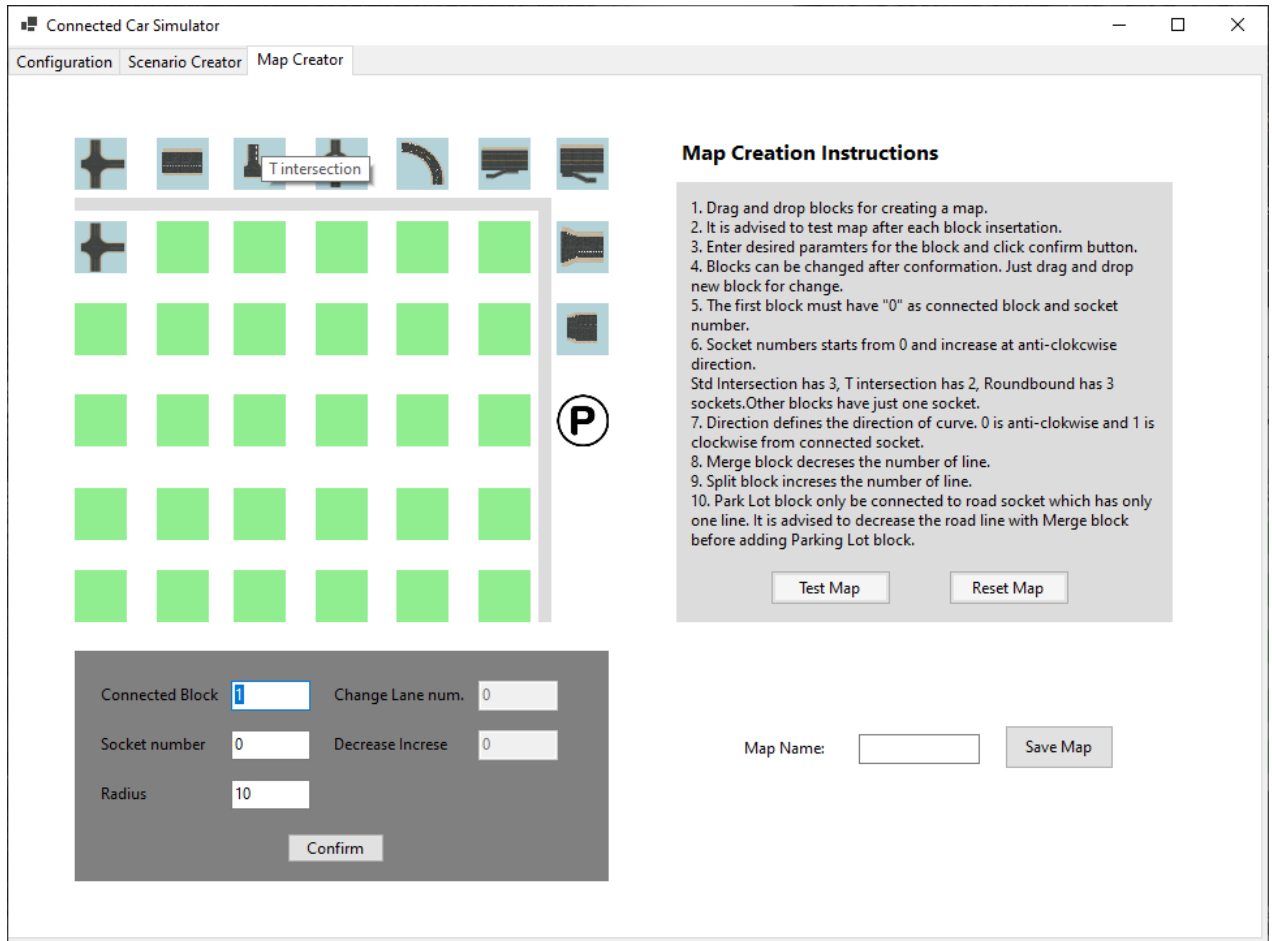 Connected Car Simulator
Configuration Scenario Creator Map Creator
T intersection
P
Map Creation Instructions
1. Drag and drop blocks for creating a map.
2. It is advised to test map after each block insertation.
3. Enter desired paramters for the block and click confirm button.
4. Blocks can be changed after conformation. Just drag and drop
new block for change.
5. The first block must have "0" as connected block and socket
number.
6. Socket numbers starts from 0 and increase at anti-clokcwise
direction.
Std Intersection has 3, T intersection has 2, Roundbound has 3
sockets.Other blocks have just one socket.
7. Direction defines the direction of curve. 0 is anti-clokwise and 1 is
clockwise from connected socket.
8. Merge block decreses the number of line.
9. Split block increses the number of line.
10. Park Lot block only be connected to road socket which has only
one line. It is advised to decrease the road line with Merge block
before adding Parking Lot block.
Test Map Reset Map
Connected Block 1 Change Lane num. 0
Socket number 0 Decrease Increse 0
Radius 10
Confirm
Map Name: Save Map